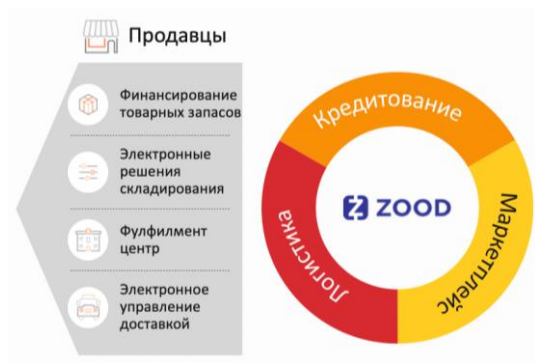 Продавцы
Финансирование
товарных запасов
Электронные
решения
складирования
Фулфилмент
центр
Электронное
управление
доставкой
Кредитование
Маркетплейс
Логистика
ZOOD